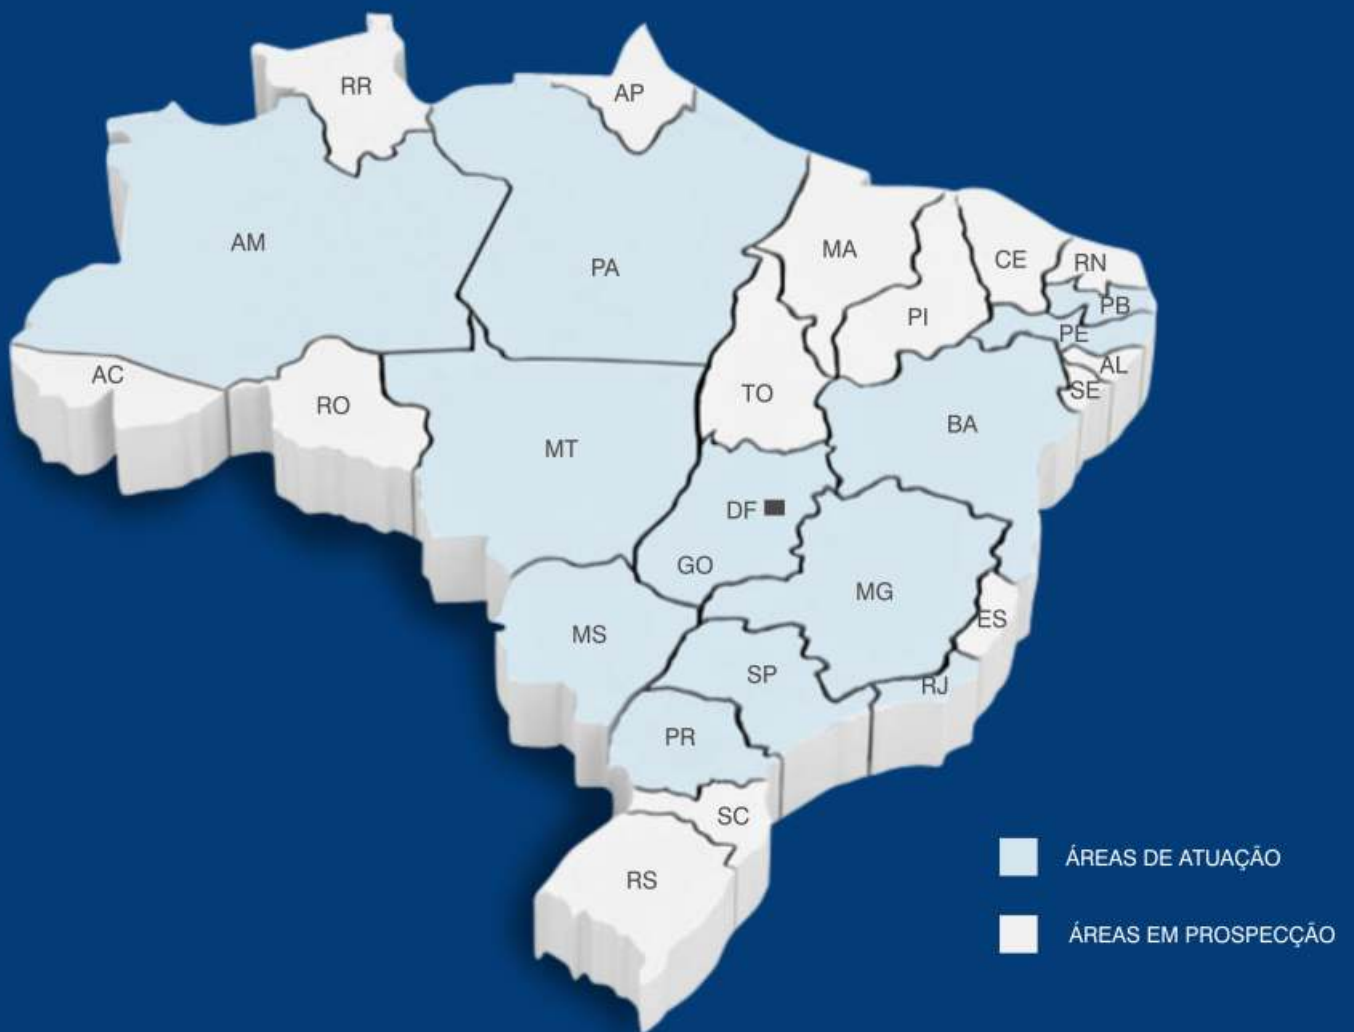 RR
AP
AM
PA
MA
CE
RN
PB
PI
PE
AL
SE
AC
RO
TO
BA
MT
DF
GO
MG
ES
MS
SP
RJ
PR
SC
RS
ÁREAS DE ATUAÇÃO
ÁREAS EM PROSPECÇÃO